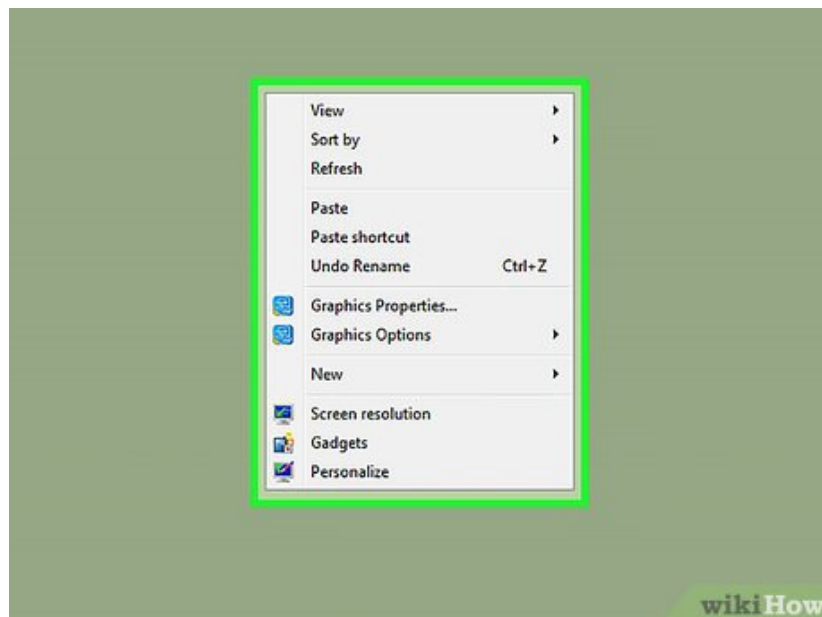 View
Sort by
Refresh
Paste
Paste shortcut
Undo Rename Ctrl+Z
Graphics Properties...
Graphics Options
New
Screen resolution
Gadgets
Personalize
wikiHow